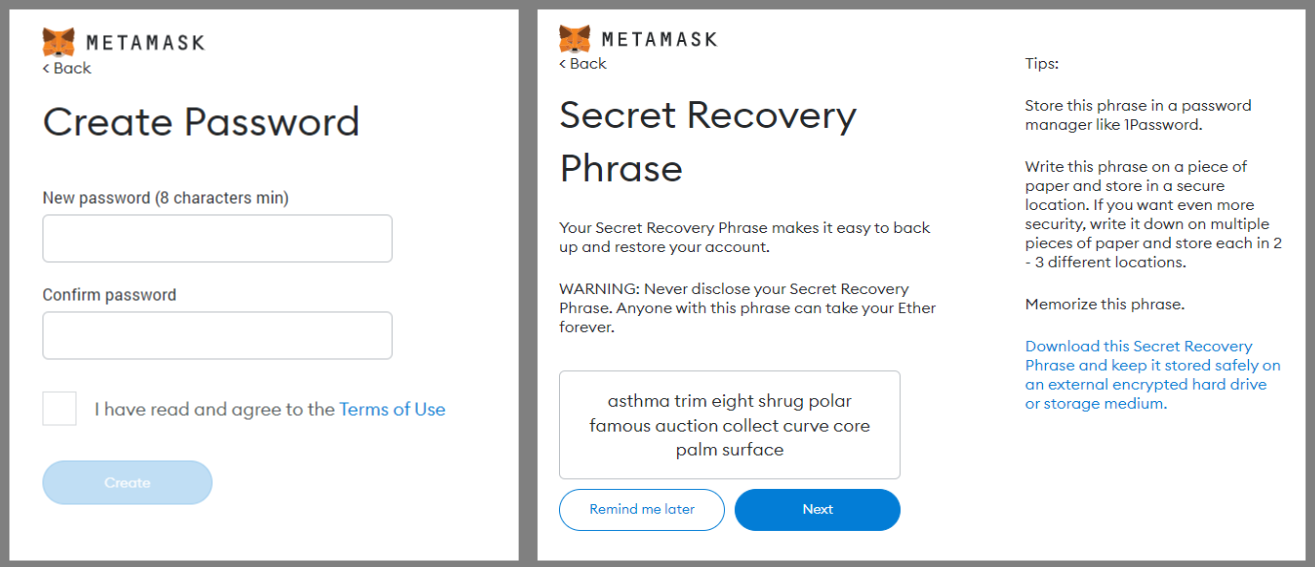 METAMASK
< Back
Create Password
New password (8 characters min)
Confirm password
I have read and agree to the Terms of Use
Create
METAMASK
< Back
Secret Recovery
Phrase
Your Secret Recovery Phrase makes it easy to back
up and restore your account.
WARNING: Never disclose your Secret Recovery
Phrase. Anyone with this phrase can take your Ether
forever.
asthma trim eight shrug polar
famous auction collect curve core
palm surface
Remind me later
Next
Tips:
Store this phrase in a password
manager like 1Password.
Write this phrase on a piece of
paper and store in a secure
location. If you want even more
security, write it down on multiple
pieces of paper and store each in 2
- 3 different locations.
Memorize this phrase.
Download this Secret Recovery
Phrase and keep it stored safely on
an external encrypted hard drive
or storage medium.